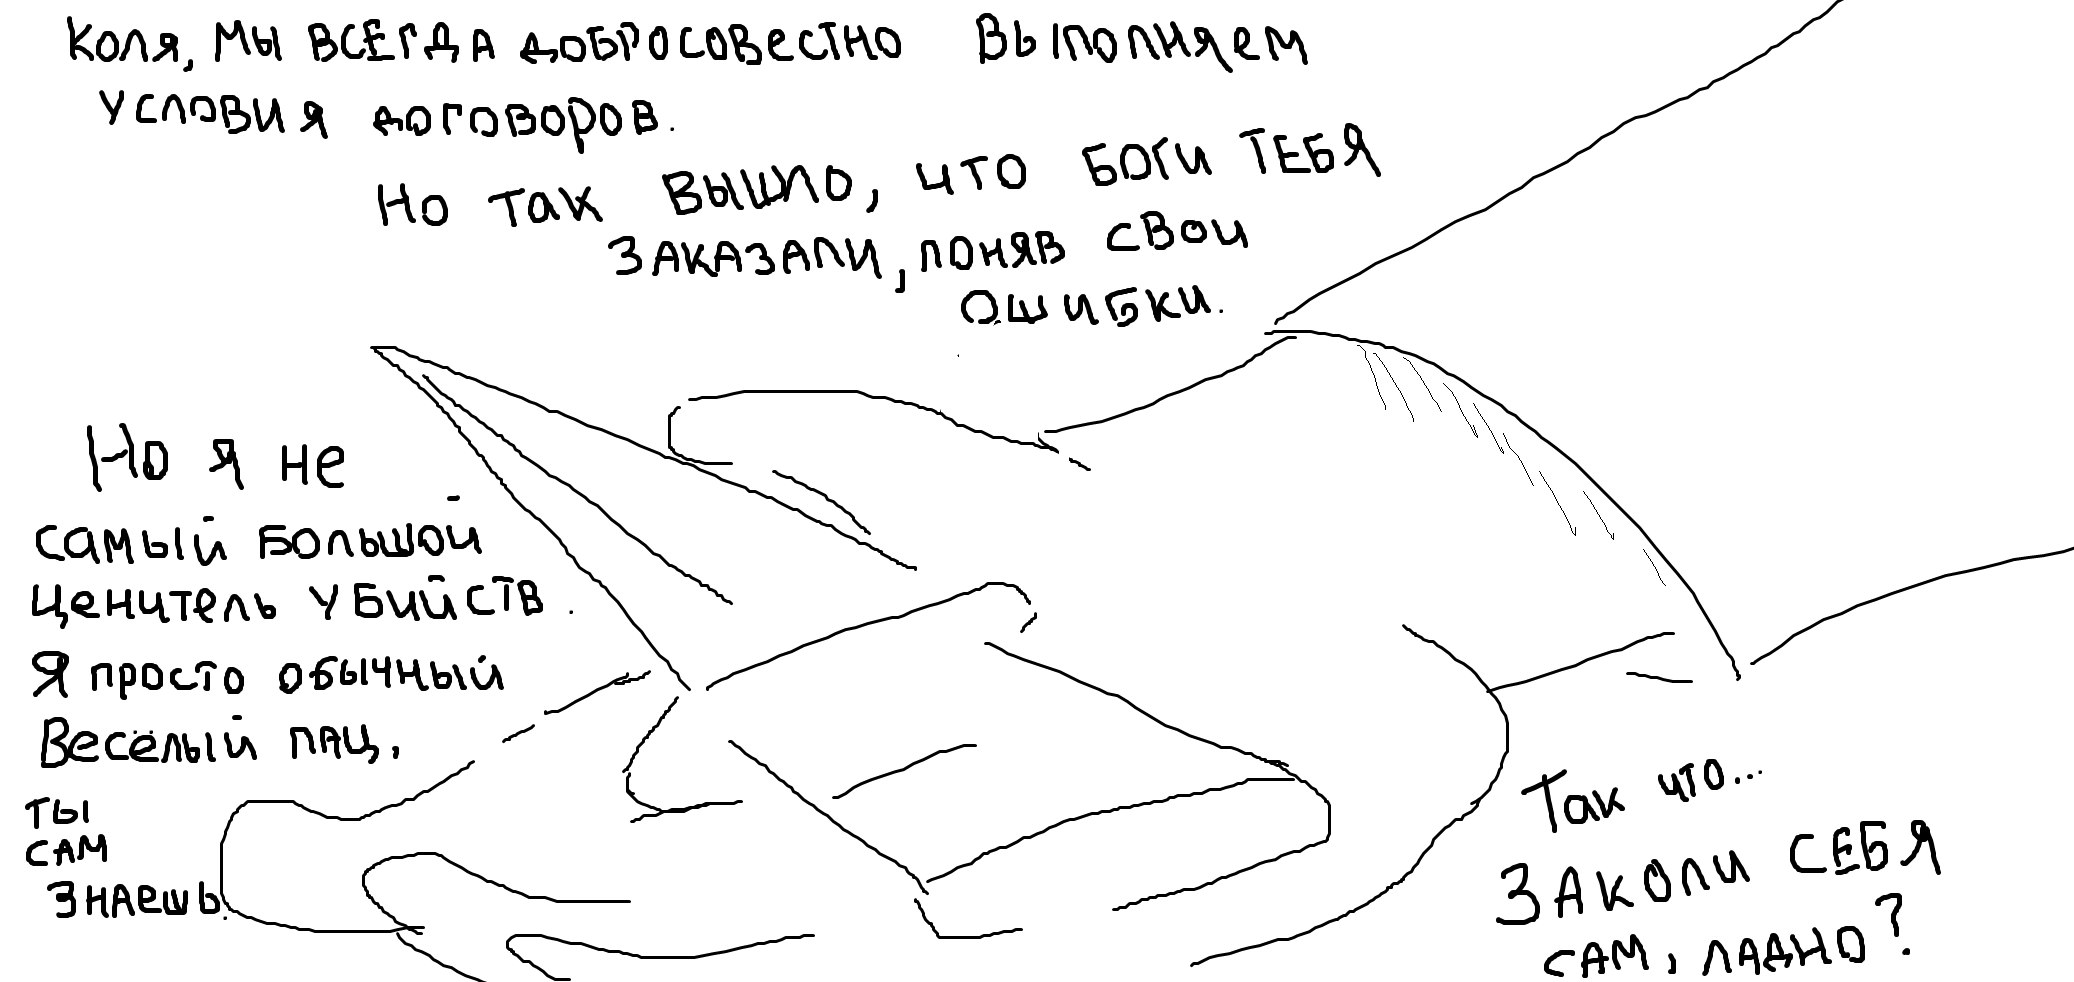 Коля, мы всегда добросовестно выполняем
условия договоров.
Но так вышло, что боги тебя
заказали, поняв свои
ошибки.
Но я не
самый большой
ценитель убийств.
Я просто обычный
весёлый пац,
ты
сам
знаешь.
Так что...
заколи себя
сам, ладно?